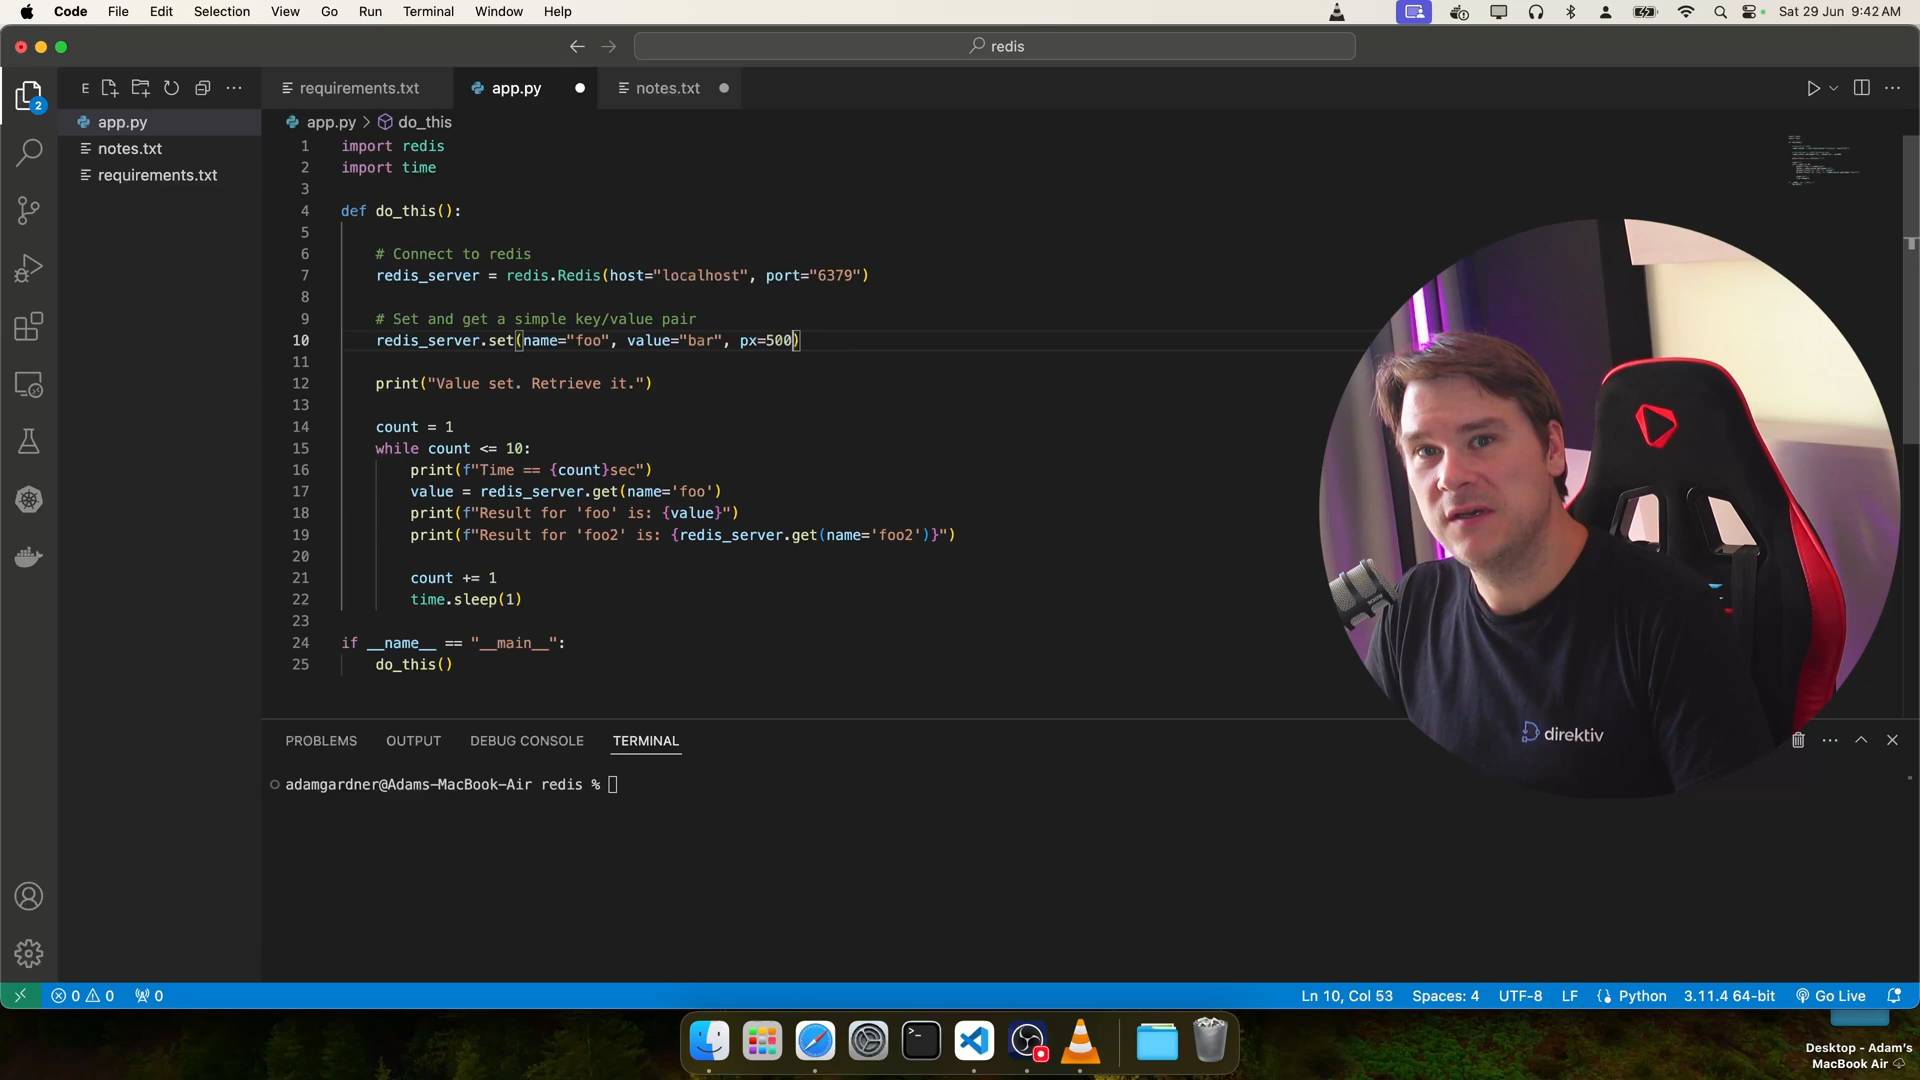 Code File Edit Selection View Go Run Terminal Window Help Sat 29 Jun 9:42 AM
redis
E
requirements.txt app.py notes.txt
2
app.py
notes.txt
requirements.txt
app.py > do_this
1 import redis
2 import time
3
4 def do_this():
5
6 # Connect to redis
7 redis_server = redis.Redis(host="localhost", port="6379")
8
9 # Set and get a simple key/value pair
10 redis_server.set(name="foo", value="bar", px=500)
11
12 print("Value set. Retrieve it.")
13
14 count = 1
15 while count <= 10:
16 print(f"Time == {count}sec")
17 value = redis_server.get(name='foo')
18 print(f"Result for 'foo' is: {value}")
19 print(f"Result for 'foo2' is: {redis_server.get(name='foo2')}")
20
21 count += 1
22 time.sleep(1)
23
24 if __name__ == "__main__":
25 do_this()
direktiv
PROBLEMS OUTPUT DEBUG CONSOLE TERMINAL
adamgardner@Adams-MacBook-Air redis %
0 0 0 Ln 10, Col 53 Spaces: 4 UTF-8 LF Python 3.11.4 64-bit Go Live
Desktop - Adam's
MacBook Air